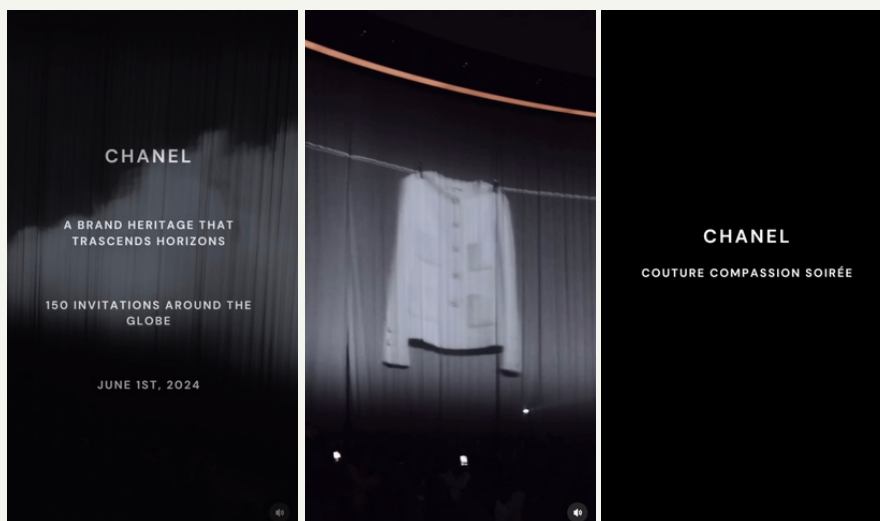 CHANEL
A BRAND HERITAGE THAT
TRASCENDS HORIZONS
150 INVITATIONS AROUND THE
GLOBE
JUNE 1ST, 2024
CHANEL
COUTURE COMPASSION SOIRÉE